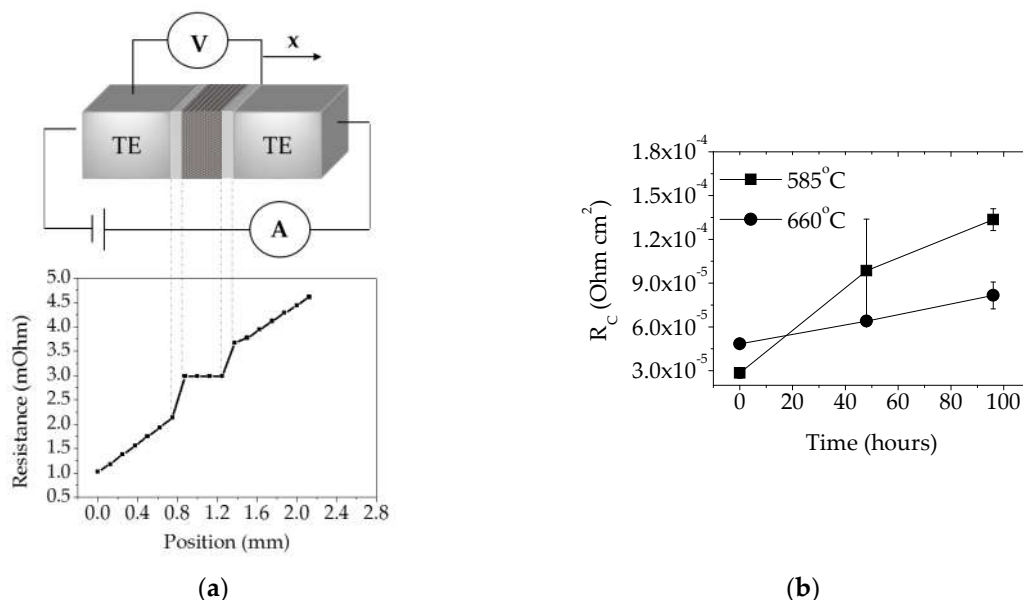 V
x
TE
TE
A
5.0
4.5
4.0
3.5
3.0
2.5
2.0
1.5
1.0
0.5
0.0 0.4 0.8 1.2 1.6 2.0 2.4 2.8
Resistance (mOhm)
Position (mm)
(a)
1.8x10⁻⁴
1.5x10⁻⁴
1.2x10⁻⁴
9.0x10⁻⁵
6.0x10⁻⁵
3.0x10⁻⁵
585°C
660°C
R_C (Ohm cm²)
0 20 40 60 80 100
Time (hours)
(b)